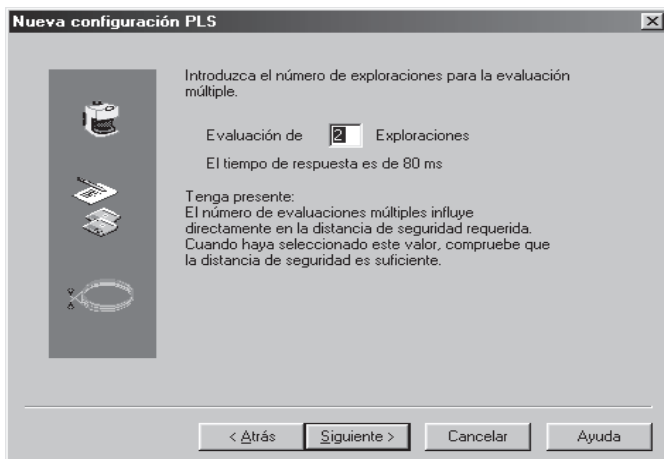 Nueva configuración PLS
Introduzca el número de exploraciones para la evaluación
múltiple.
Evaluación de 2 Exploraciones
El tiempo de respuesta es de 80 ms
Tenga presente:
El número de evaluaciones múltiples influye
directamente en la distancia de seguridad requerida.
Cuando haya seleccionado este valor, compruebe que
la distancia de seguridad es suficiente.
< Atrás Siguiente > Cancelar Ayuda